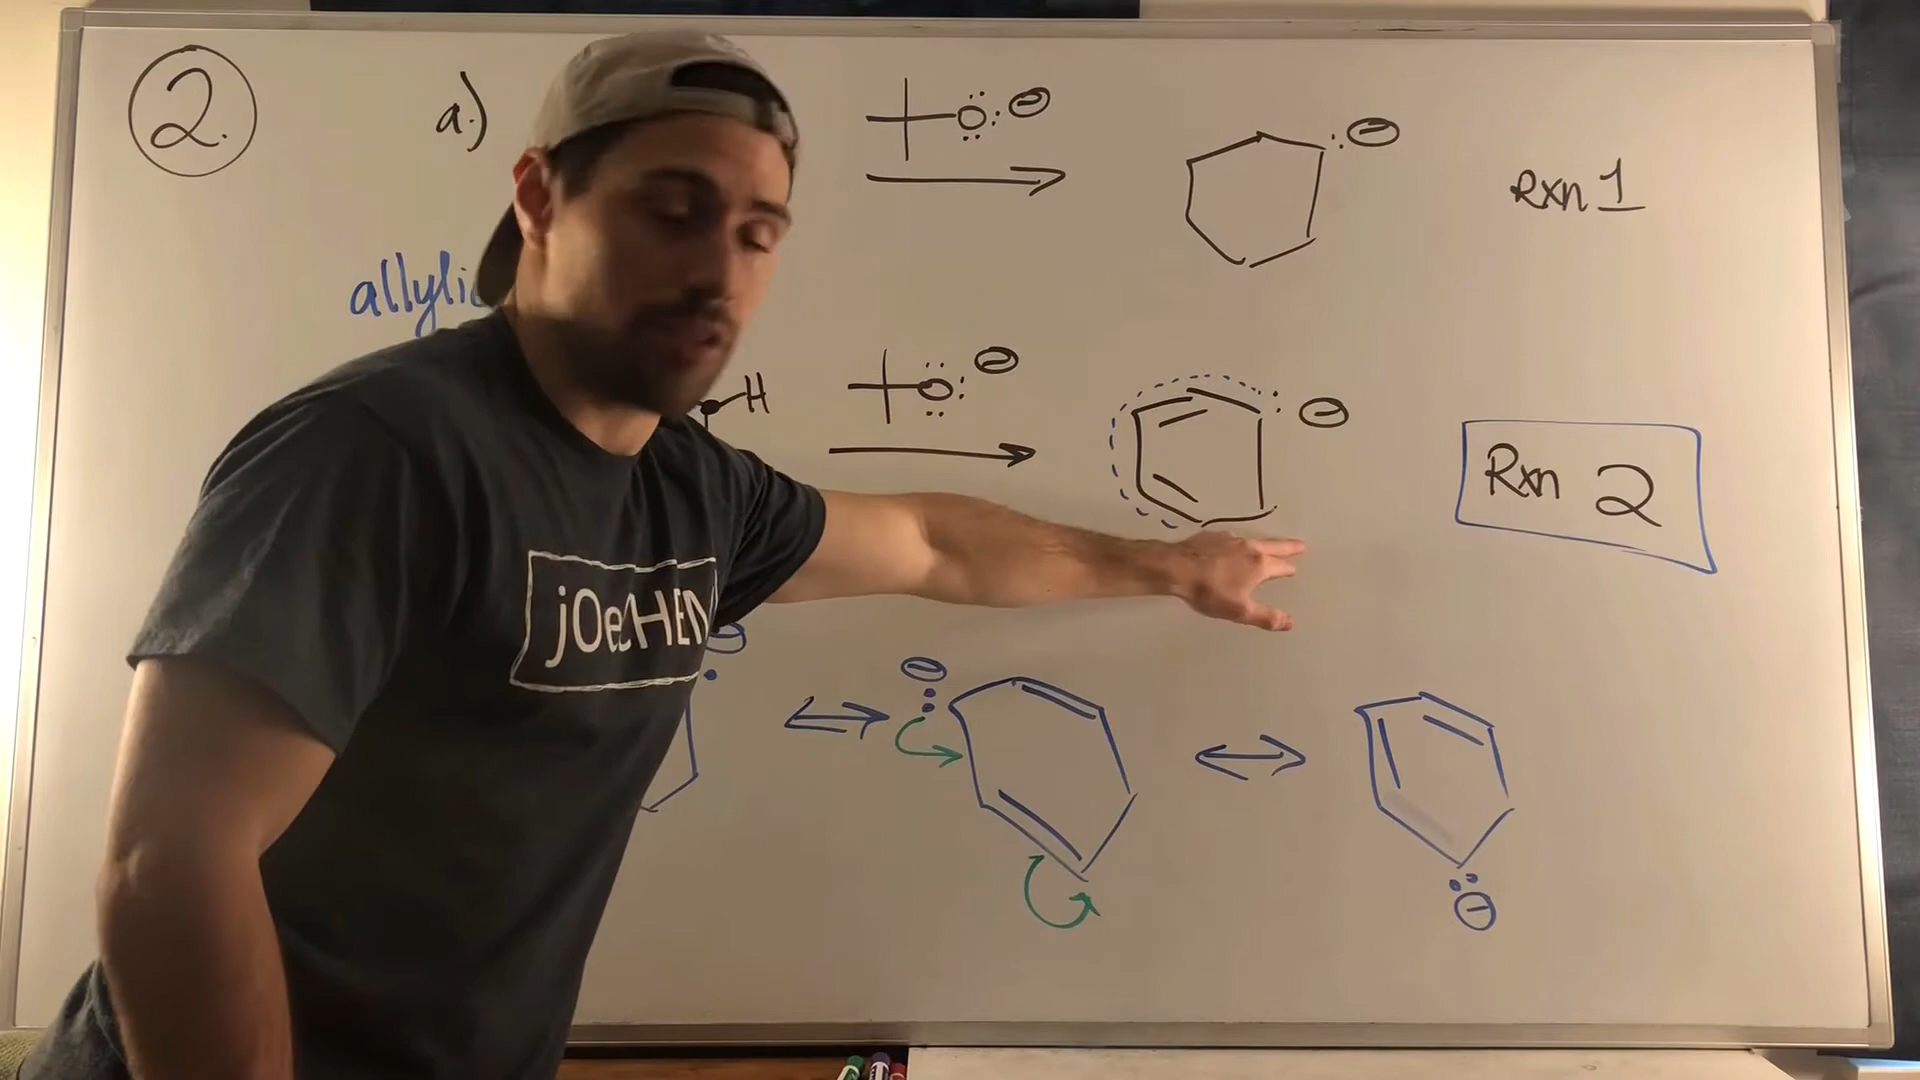 2.
a.)
O ⊖
⊖
Rxn 1
allylic
H
O ⊖
⊖
Rxn 2
jOeCHEM
⊖
⊖
⊖